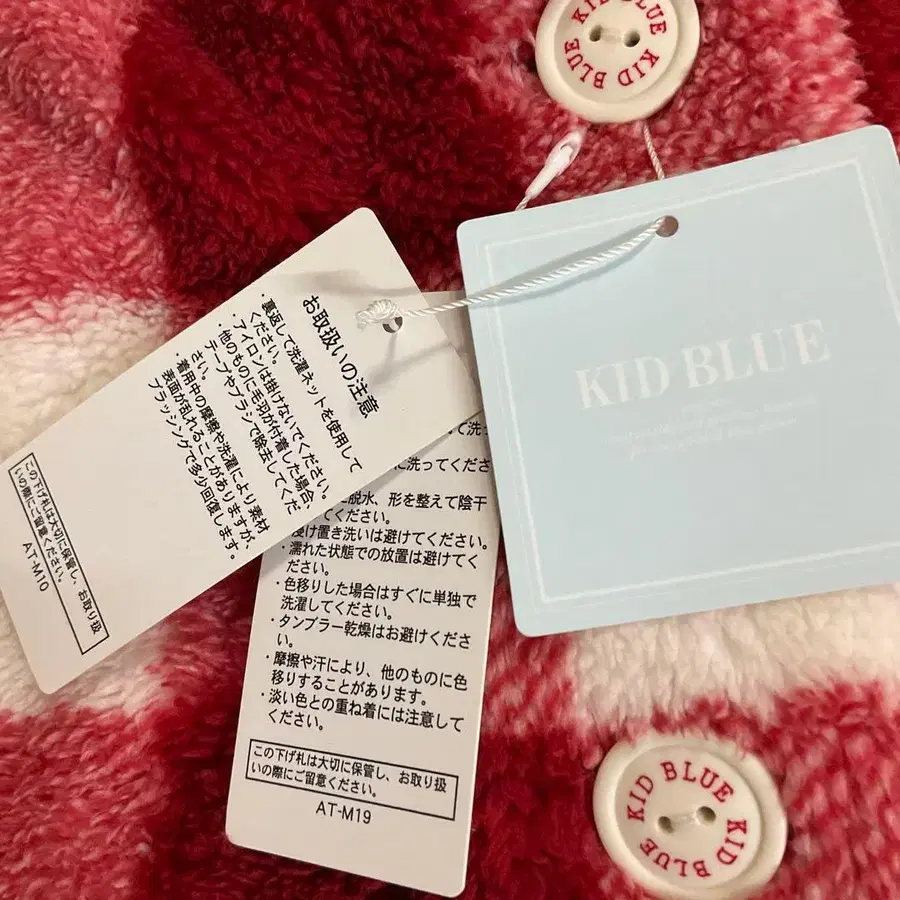 KID BLUE KID BLUE
お取扱いの注意
・裏返して洗濯ネットを使用して
ください。
・アイロンは掛けないでください。
・他のものに毛羽が付着した場合
テープやブラシで除去してくだ
さい。
・着用中の摩擦や洗濯により素材
表面が乱れることがありますが、
ブラッシングで多少回復します。
この下げ札は大切に保管し、お取り扱
いの際にご留意ください。
AT-M10
て洗っ
に洗ってくださ
脱水、形を整えて陰干
てください。
浸け置き洗いは避けてください。
・濡れた状態での放置は避けてく
ださい。
・色移りした場合はすぐに単独で
洗濯してください。
・タンブラー乾燥はお避けくださ
い。
・摩擦や汗により、他のものに色
移りすることがあります。
・淡い色との重ね着には注意して
ください。
この下げ札は大切に保管し、お取り扱
いの際にご留意ください。
AT-M19
KID BLUE
KID BLUE KID BLUE